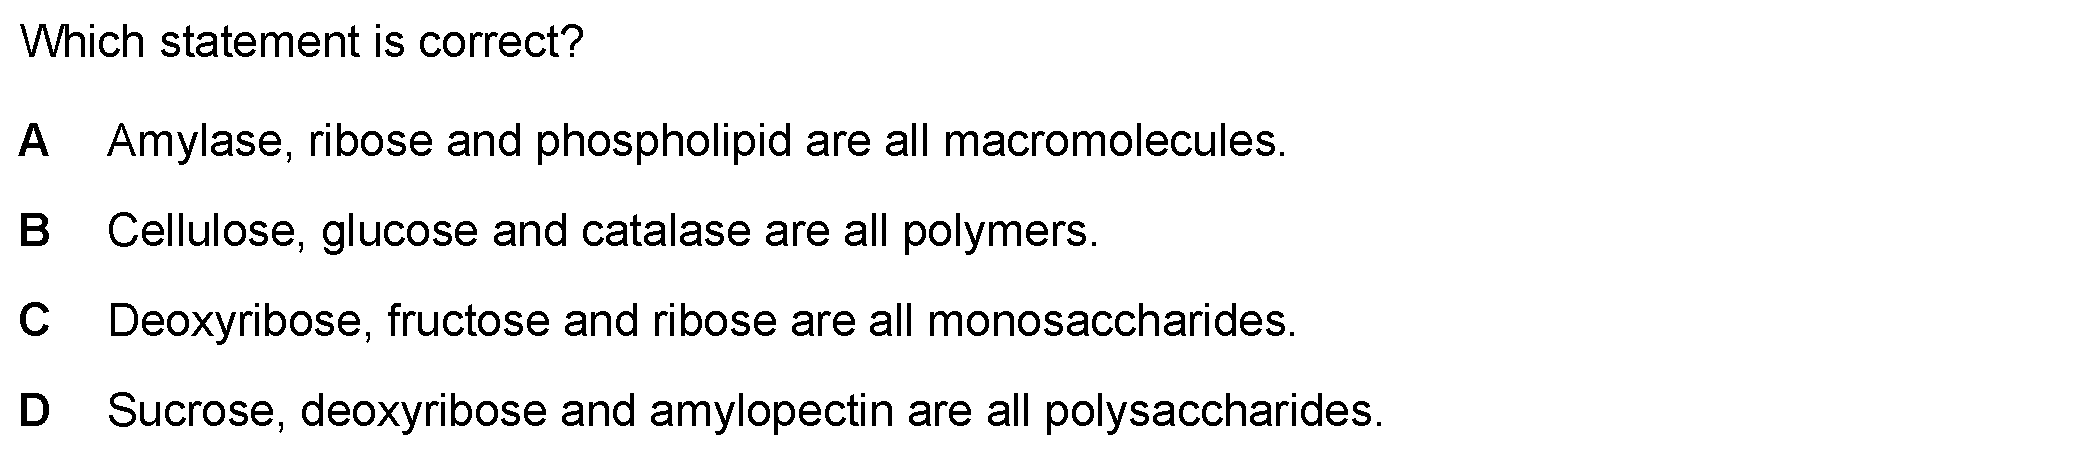 Which statement is correct?
A Amylase, ribose and phospholipid are all macromolecules.
B Cellulose, glucose and catalase are all polymers.
C Deoxyribose, fructose and ribose are all monosaccharides.
D Sucrose, deoxyribose and amylopectin are all polysaccharides.